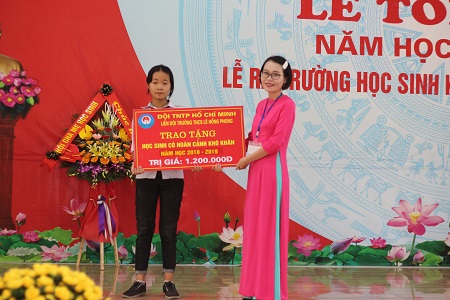 LỄ TỔ
NĂM HỌC
LỄ RA TRƯỜNG HỌC SINH K
ĐỘI TNTP HỒ CHÍ MINH
LIÊN ĐỘI TRƯỜNG THCS LÊ HỒNG PHONG
TRAO TẶNG
HỌC SINH CÓ HOÀN CẢNH KHÓ KHĂN
NĂM HỌC 2018 - 2019
TRỊ GIÁ: 1.200.000Đ